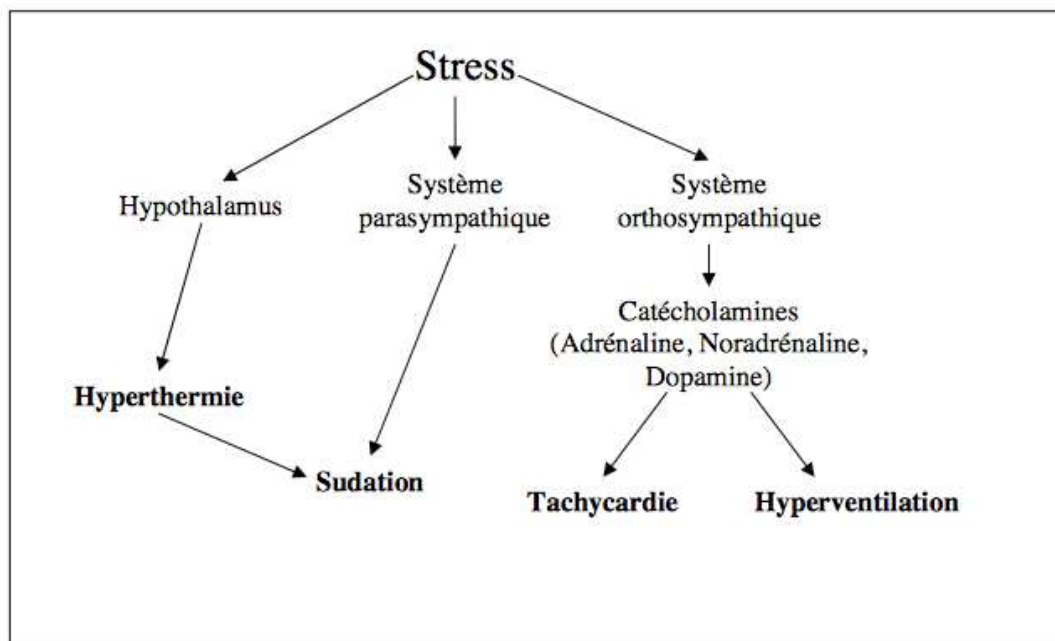 Stress
Hypothalamus
Système
parasympathique
Système
orthosympathique
Catécholamines
(Adrénaline, Noradrénaline,
Dopamine)
Hyperthermie
Sudation
Tachycardie
Hyperventilation